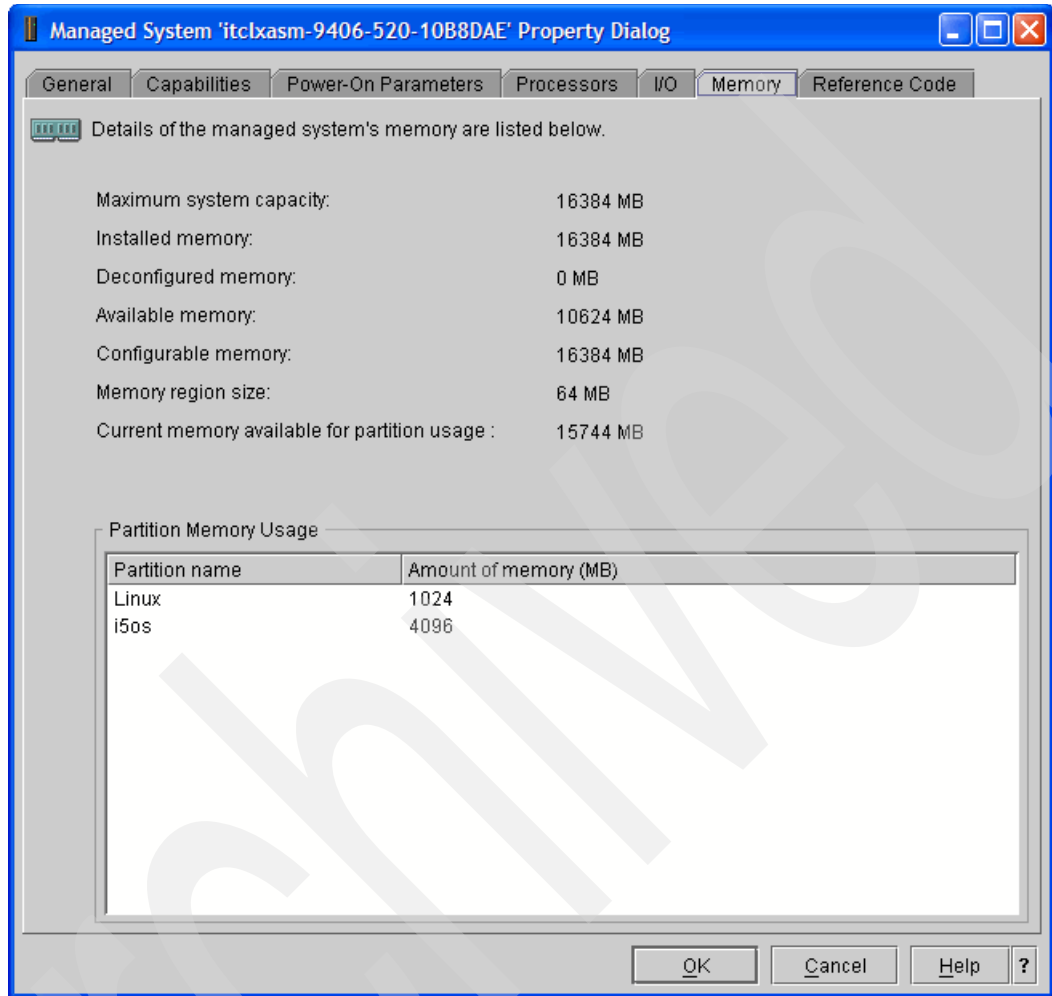 Managed System 'itclxasm-9406-520-10B8DAE' Property Dialog
General Capabilities Power-On Parameters Processors I/O Memory Reference Code
Details of the managed system's memory are listed below.
Maximum system capacity: 16384 MB
Installed memory: 16384 MB
Deconfigured memory: 0 MB
Available memory: 10624 MB
Configurable memory: 16384 MB
Memory region size: 64 MB
Current memory available for partition usage : 15744 MB
Partition Memory Usage
Partition name Amount of memory (MB)
Linux 1024
i5os 4096
OK Cancel Help ?